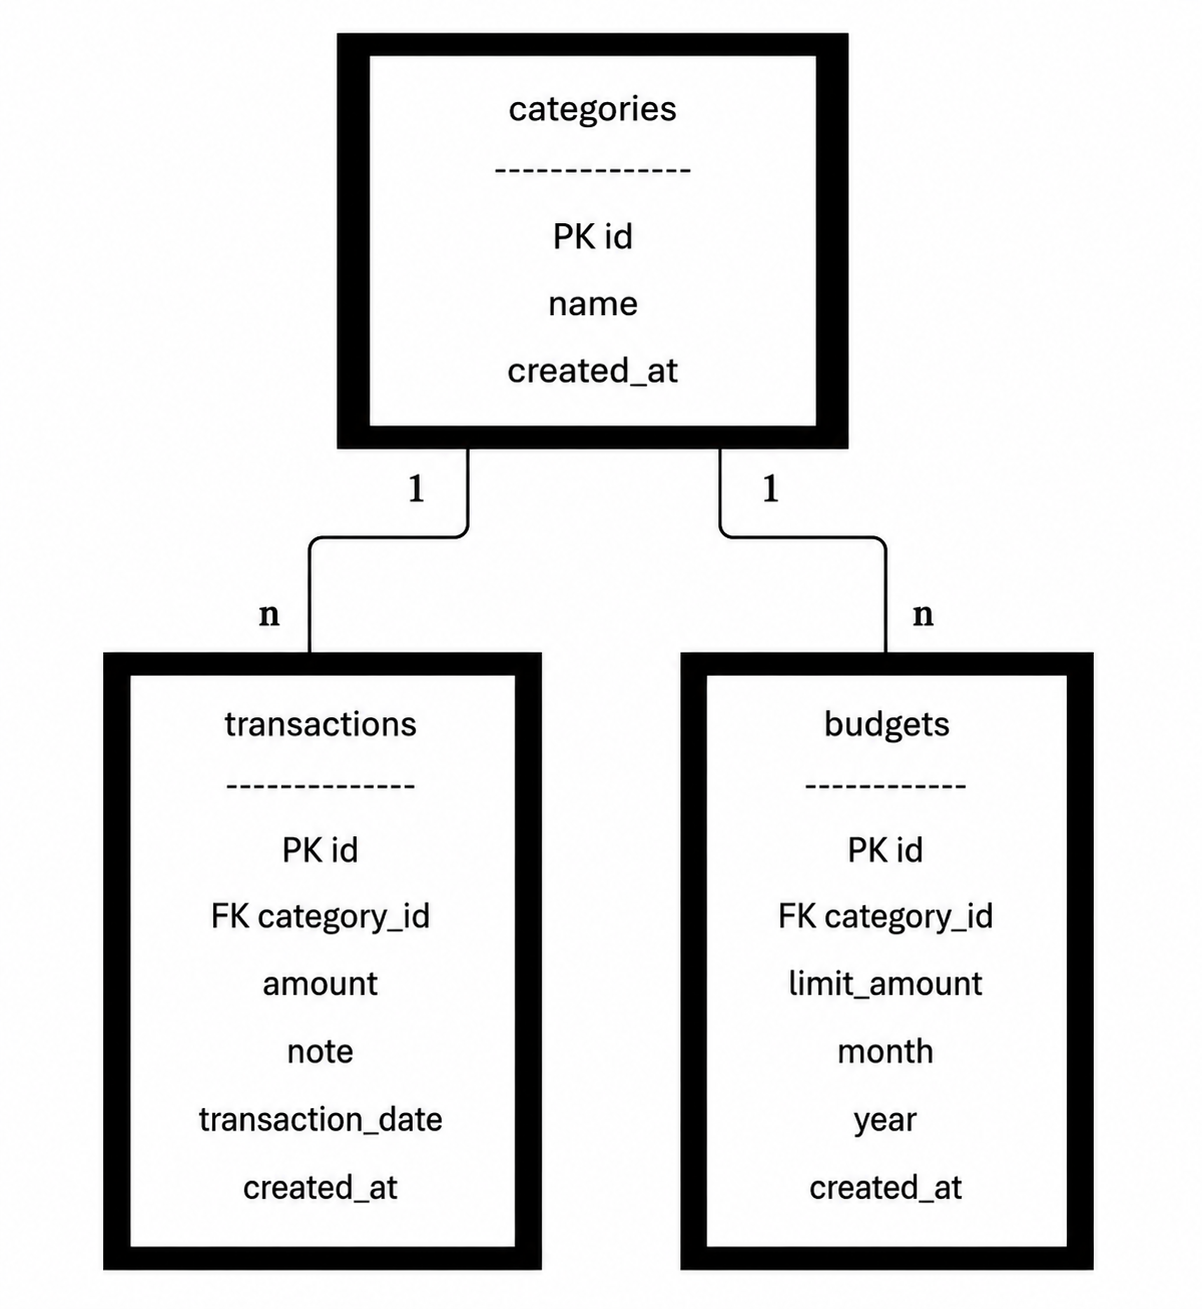 categories
--------------
PK id
name
created_at
1
1
n
n
transactions
--------------
PK id
FK category_id
amount
note
transaction_date
created_at
budgets
------------
PK id
FK category_id
limit_amount
month
year
created_at